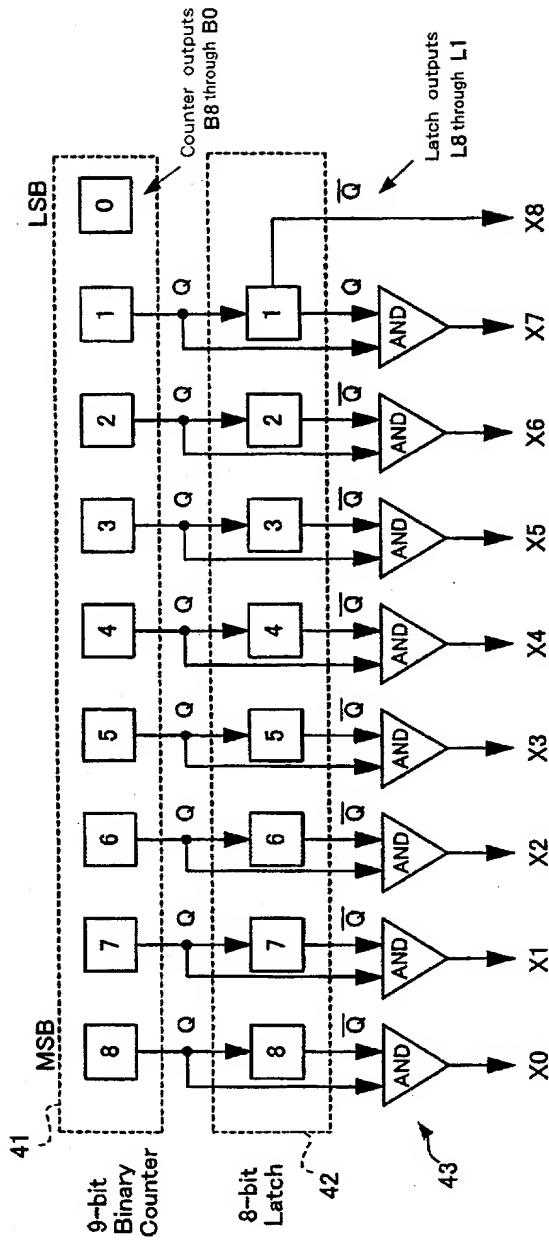 41
MSB
LSB
9-bit
Binary
Counter
8 7 6 5 4 3 2 1 0
Counter outputs
B8 through B0
Q Q Q Q Q Q Q Q
8-bit
Latch
8 7 6 5 4 3 2 1
42
Q̅ Q̅ Q̅ Q̅ Q̅ Q̅ Q̅ Q Q̅
Latch outputs
L8 through L1
43
AND AND AND AND AND AND AND AND
X0 X1 X2 X3 X4 X5 X6 X7 X8